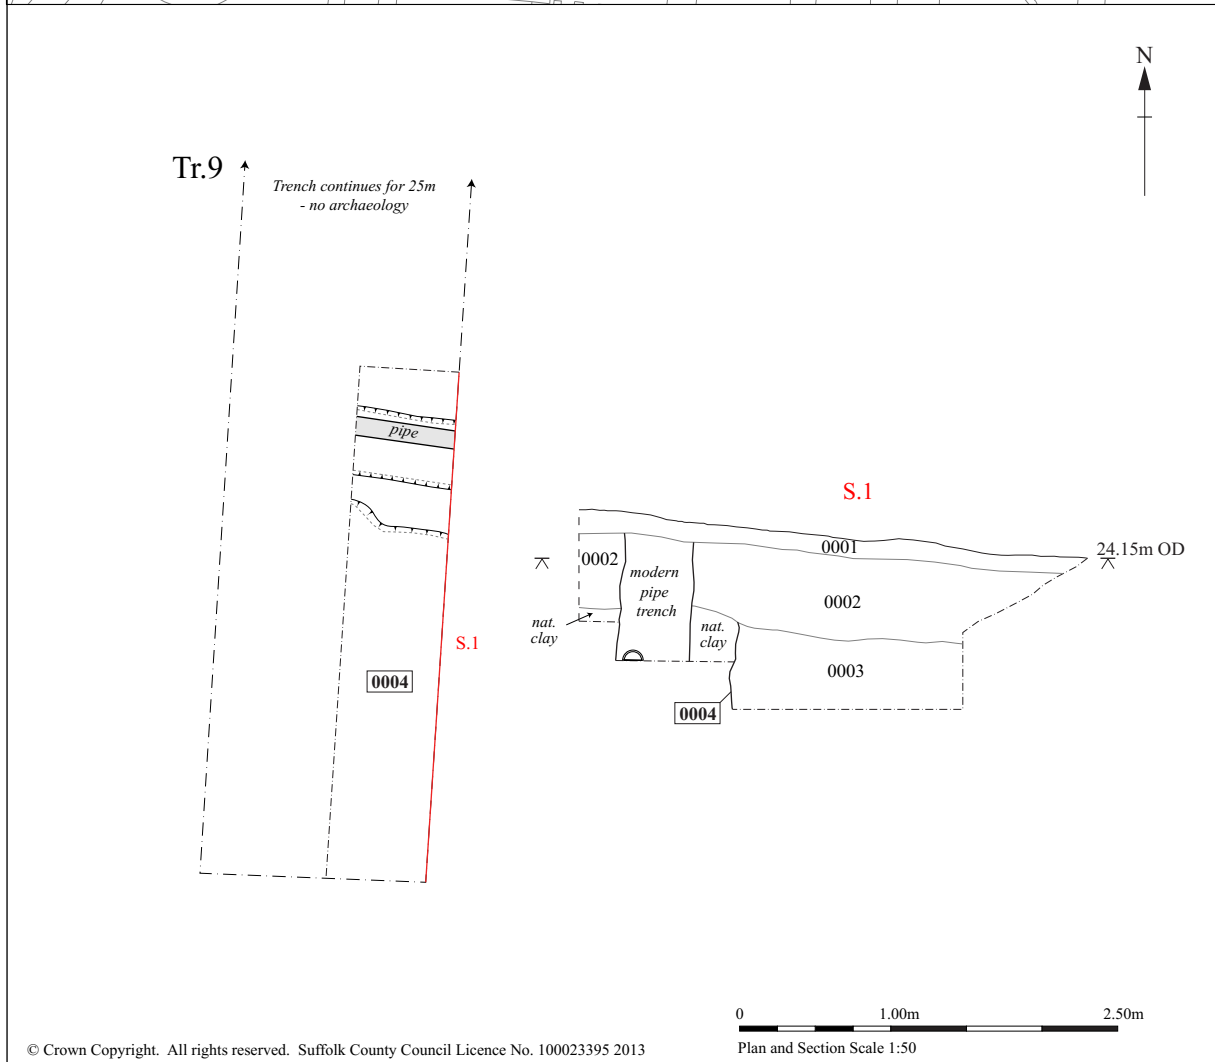 N
Tr.9
Trench continues for 25m
- no archaeology
pipe
S.1
0004
S.1
0001
24.15m OD
0002
modern
pipe
trench
0002
nat.
clay
nat.
clay
0003
0004
0 1.00m 2.50m
Plan and Section Scale 1:50
© Crown Copyright. All rights reserved. Suffolk County Council Licence No. 100023395 2013